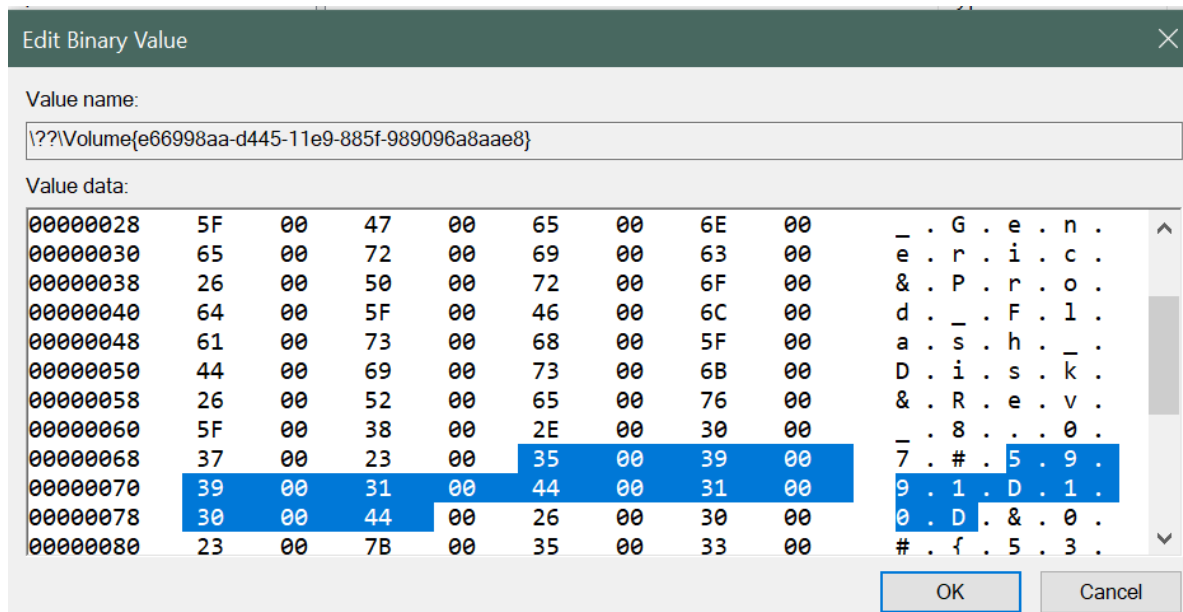 Edit Binary Value
Value name:
\??\Volume{e66998aa-d445-11e9-885f-989096a8aae8}
Value data:
00000028 5F 00 47 00 65 00 6E 00 _ . G . e . n .
00000030 65 00 72 00 69 00 63 00 e . r . i . c .
00000038 26 00 50 00 72 00 6F 00 & . P . r . o .
00000040 64 00 5F 00 46 00 6C 00 d . _ . F . l .
00000048 61 00 73 00 68 00 5F 00 a . s . h . _ .
00000050 44 00 69 00 73 00 6B 00 D . i . s . k .
00000058 26 00 52 00 65 00 76 00 & . R . e . v .
00000060 5F 00 38 00 2E 00 30 00 _ . 8 . . . 0 .
00000068 37 00 23 00 35 00 39 00 7 . # . 5 . 9 .
00000070 39 00 31 00 44 00 31 00 9 . 1 . D . 1 .
00000078 30 00 44 00 26 00 30 00 0 . D . & . 0 .
00000080 23 00 7B 00 35 00 33 00 # . { . 5 . 3 .
OK Cancel